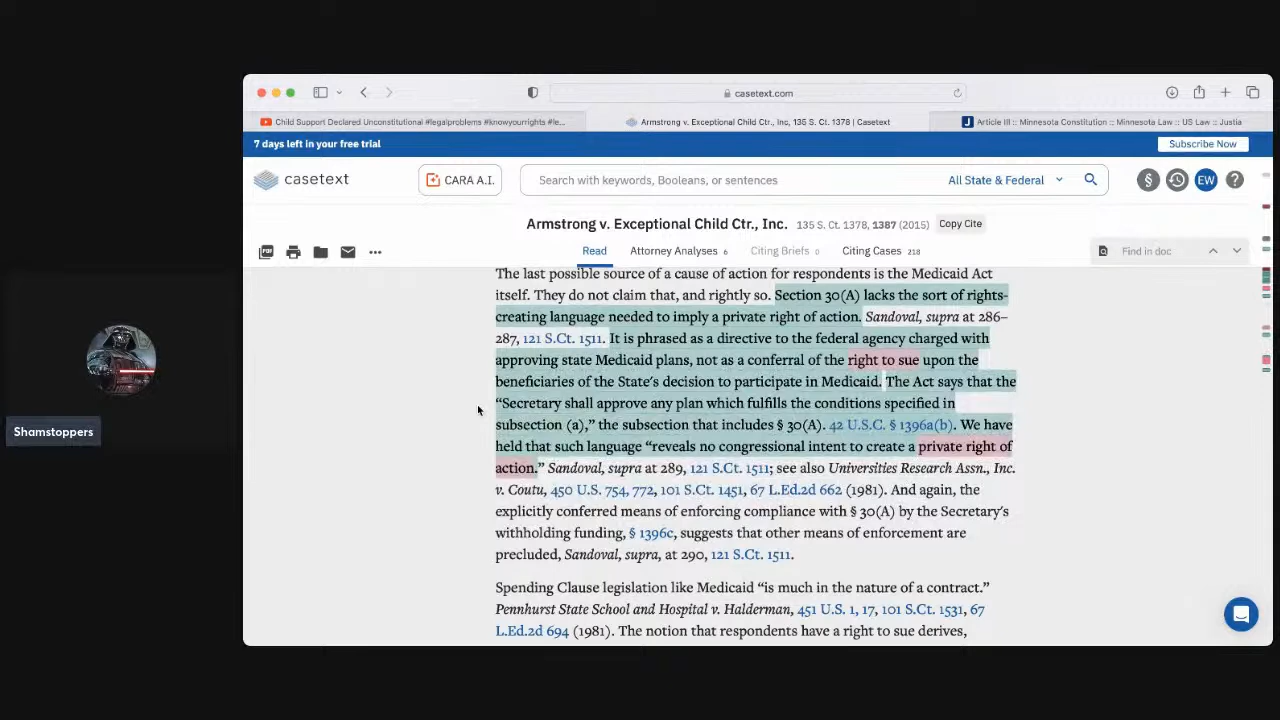 casetext.com
Child Support Declared Unconstitutional #legalproblems #knowyourrights #le...
Armstrong v. Exceptional Child Ctr., Inc, 135 S. Ct. 1378 | Casetext
J Article III :: Minnesota Constitution :: Minnesota Law :: US Law :: Justia
7 days left in your free trial
Subscribe Now
casetext
CARA A.I.
Search with keywords, Booleans, or sentences
All State & Federal
§
EW
?
Armstrong v. Exceptional Child Ctr., Inc. 135 S. Ct. 1378, 1387 (2015) Copy Cite
PDF
Read
Attorney Analyses 6
Citing Briefs 0
Citing Cases 218
Find in doc
The last possible source of a cause of action for respondents is the Medicaid Act
itself. They do not claim that, and rightly so. Section 30(A) lacks the sort of rights-
creating language needed to imply a private right of action. Sandoval, supra at 286–
287, 121 S.Ct. 1511. It is phrased as a directive to the federal agency charged with
approving state Medicaid plans, not as a conferral of the right to sue upon the
beneficiaries of the State's decision to participate in Medicaid. The Act says that the
“Secretary shall approve any plan which fulfills the conditions specified in
subsection (a),” the subsection that includes § 30(A). 42 U.S.C. § 1396a(b). We have
held that such language “reveals no congressional intent to create a private right of
action.” Sandoval, supra at 289, 121 S.Ct. 1511; see also Universities Research Assn., Inc.
v. Coutu, 450 U.S. 754, 772, 101 S.Ct. 1451, 67 L.Ed.2d 662 (1981). And again, the
explicitly conferred means of enforcing compliance with § 30(A) by the Secretary's
withholding funding, § 1396c, suggests that other means of enforcement are
precluded, Sandoval, supra, at 290, 121 S.Ct. 1511.
Spending Clause legislation like Medicaid “is much in the nature of a contract.”
Pennhurst State School and Hospital v. Halderman, 451 U.S. 1, 17, 101 S.Ct. 1531, 67
L.Ed.2d 694 (1981). The notion that respondents have a right to sue derives,
Shamstoppers